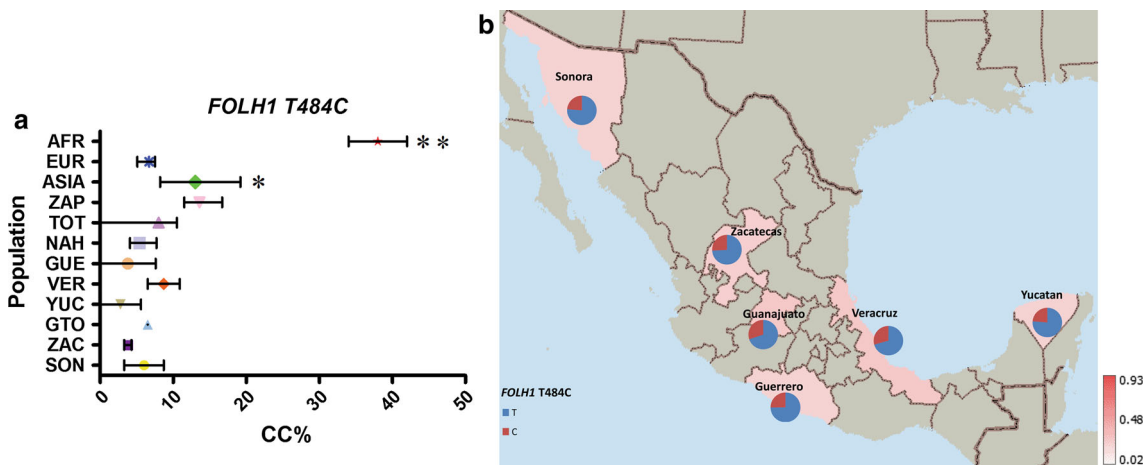 a
FOLH1 T484C
Population
AFR
EUR
ASIA
ZAP
TOT
NAH
GUE
VER
YUC
GTO
ZAC
SON
* *
*
0
10
20
30
40
50
CC%
b
Sonora
Zacatecas
Guanajuato
Veracruz
Yucatan
Guerrero
FOLH1 T484C
T
C
0.93
0.48
0.02